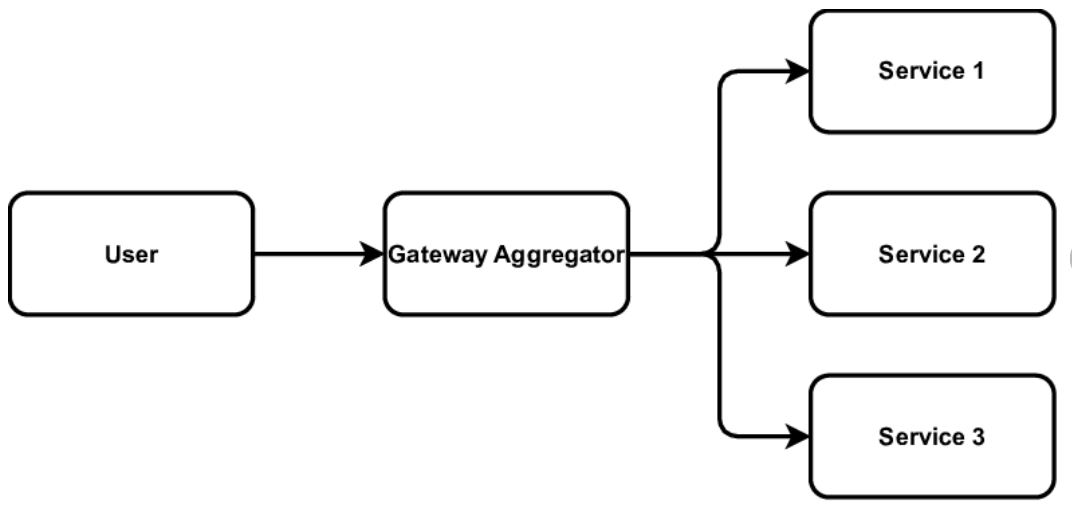 Service 1
User
Gateway Aggregator
Service 2
Service 3